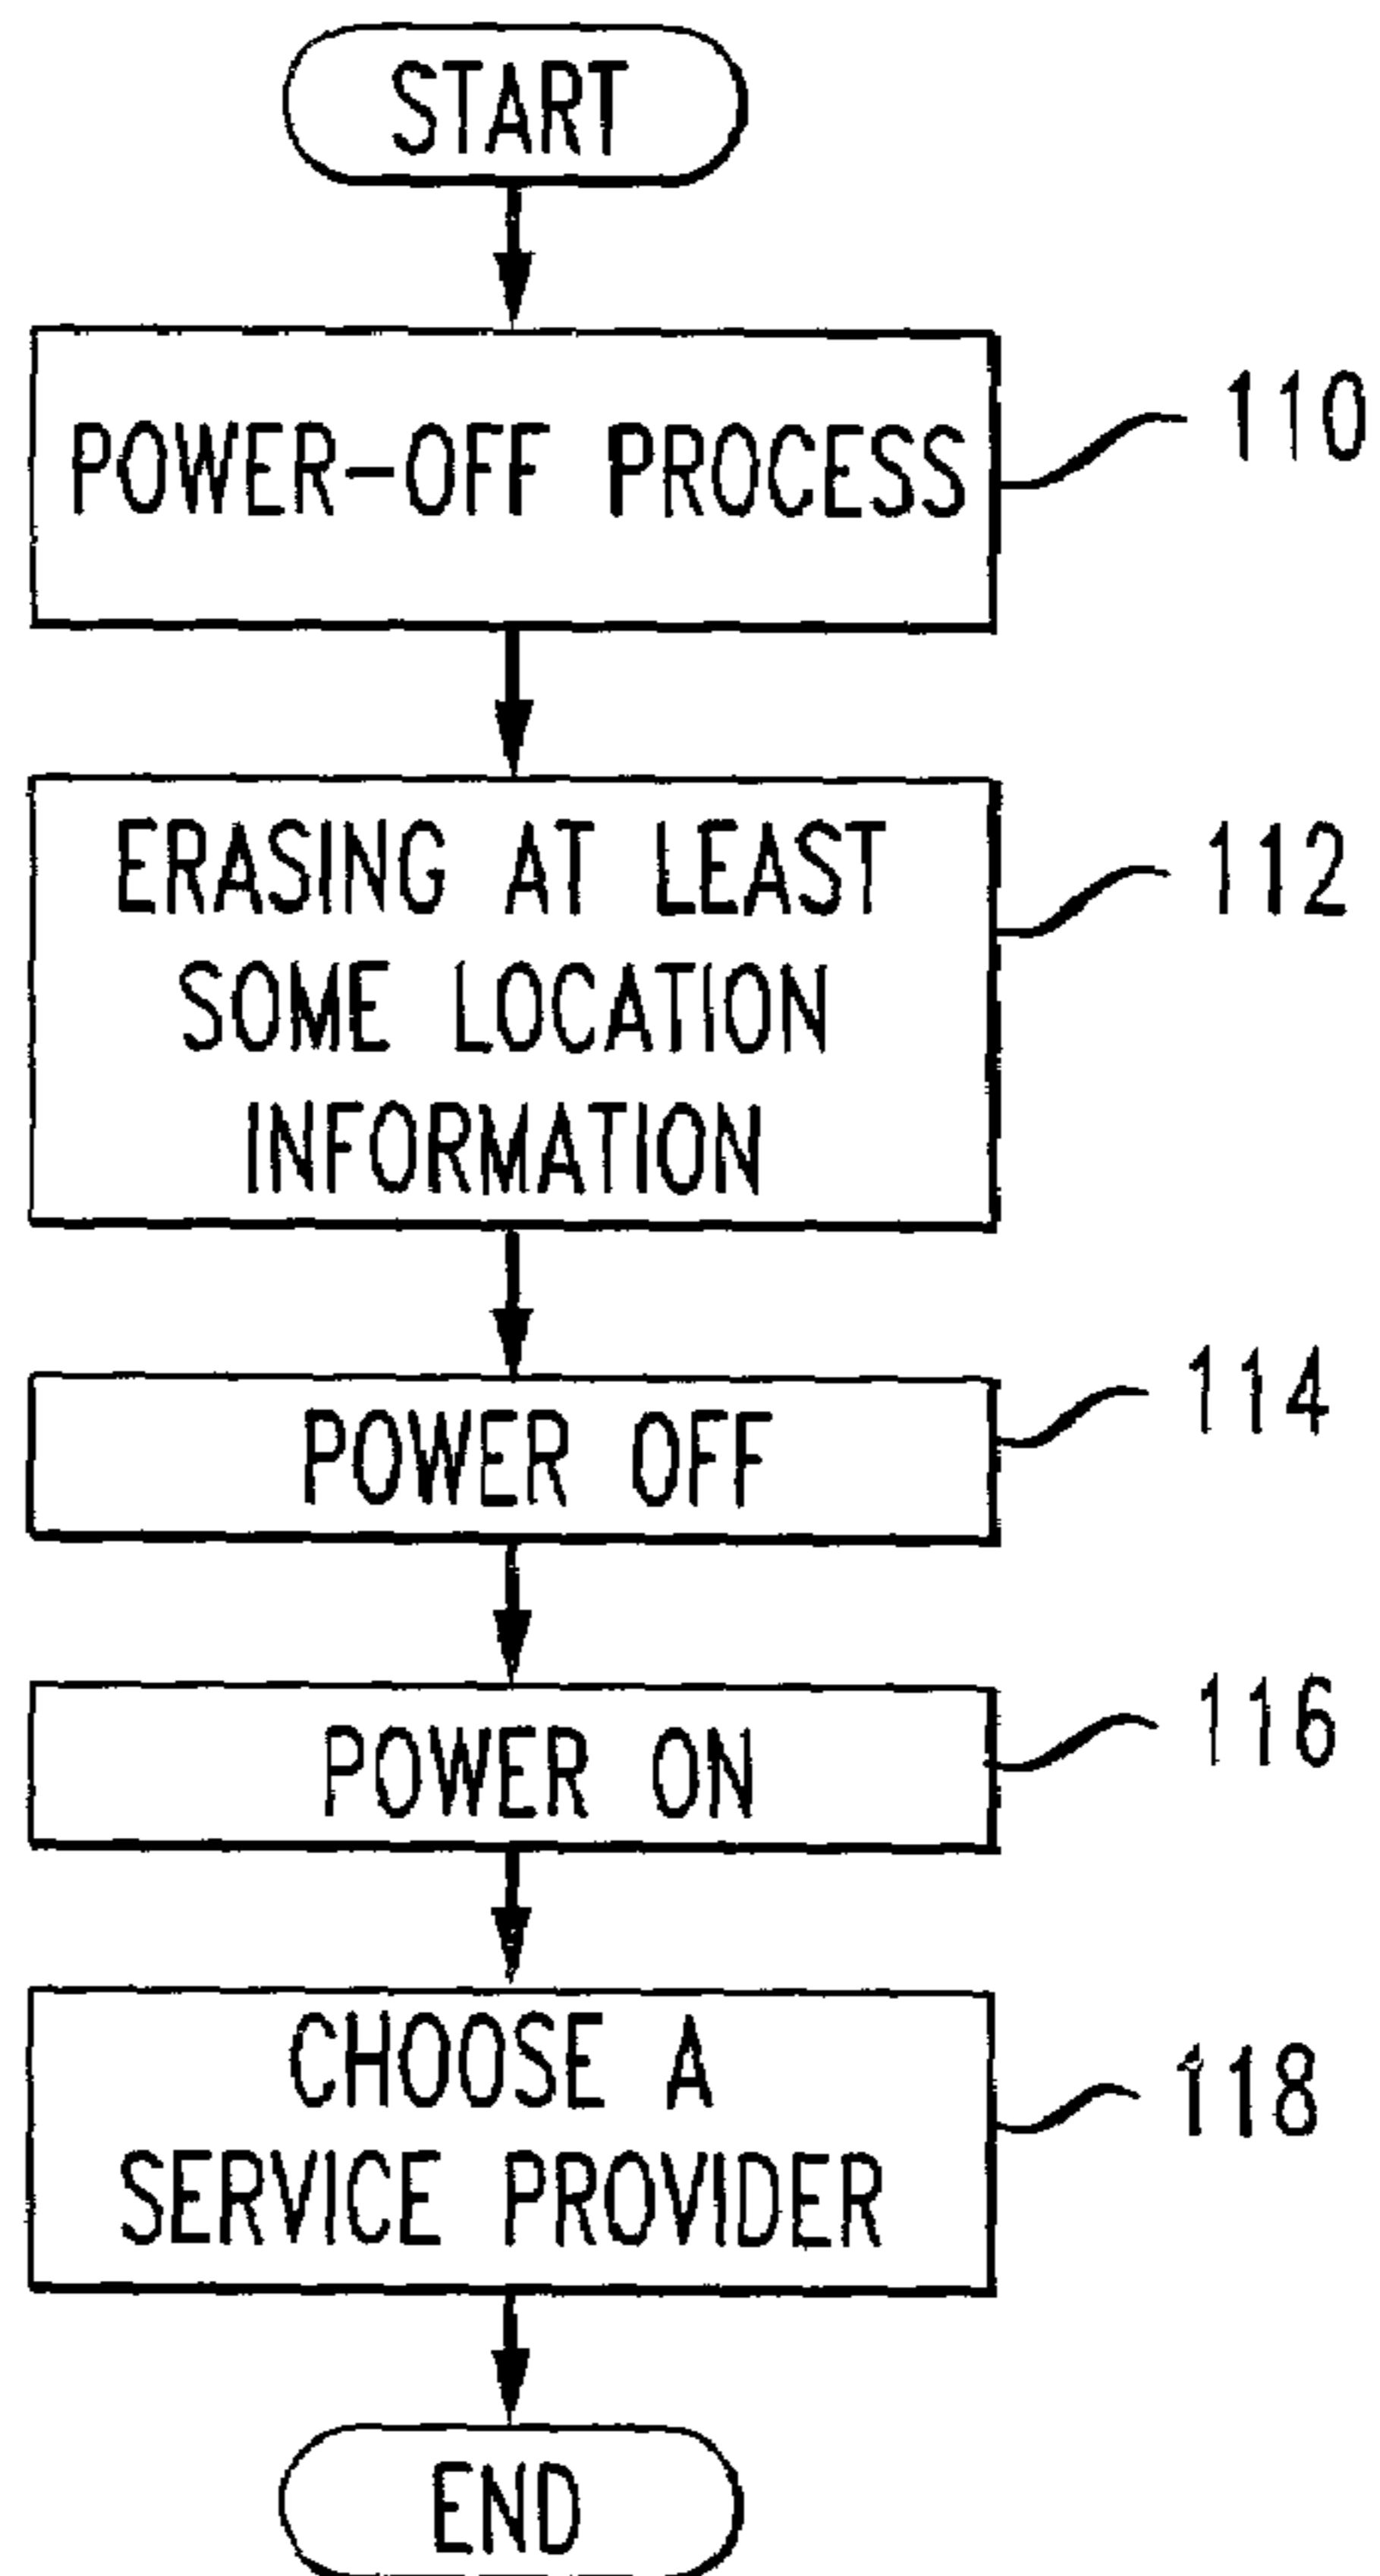 START
POWER-OFF PROCESS
110
ERASING AT LEAST
SOME LOCATION
INFORMATION
112
POWER OFF
114
POWER ON
116
CHOOSE A
SERVICE PROVIDER
118
END